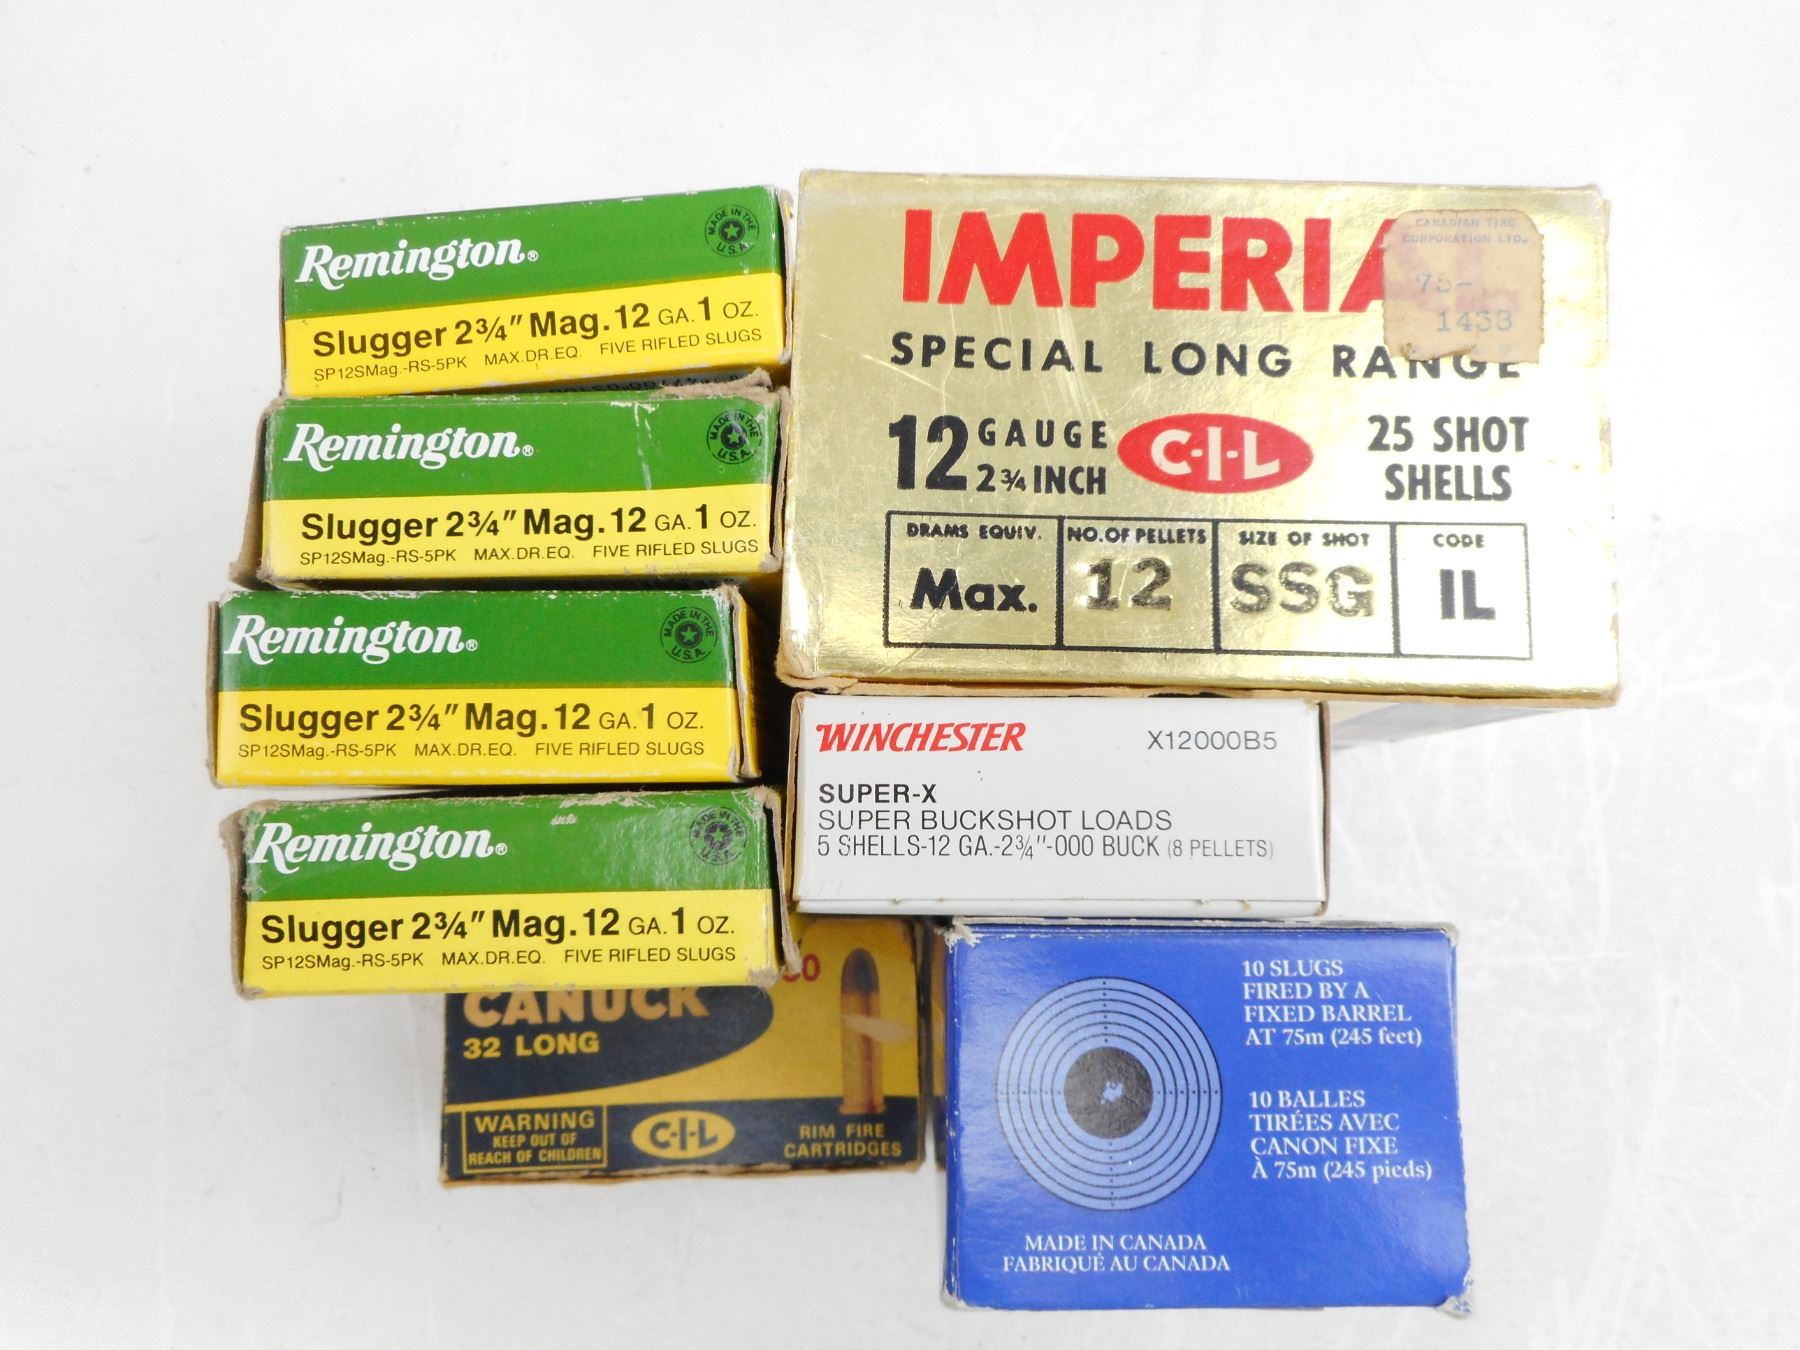 Remington®
MADE IN THE U.S.A.
Slugger 2¾" Mag. 12 GA. 1 OZ.
SP12SMag.-RS-5PK MAX.DR.EQ. FIVE RIFLED SLUGS
Remington®
MADE IN THE U.S.A.
Slugger 2¾" Mag. 12 GA. 1 OZ.
SP12SMag.-RS-5PK MAX.DR.EQ. FIVE RIFLED SLUGS
Remington®
MADE IN THE U.S.A.
Slugger 2¾" Mag. 12 GA. 1 OZ.
SP12SMag.-RS-5PK MAX.DR.EQ. FIVE RIFLED SLUGS
Remington®
MADE IN THE U.S.A.
Slugger 2¾" Mag. 12 GA. 1 OZ.
SP12SMag.-RS-5PK MAX.DR.EQ. FIVE RIFLED SLUGS
IMPERIA
CANADIAN TIRE
CORPORATION LTD.
75-
1433
SPECIAL LONG RANGE
12 GAUGE
2¾ INCH
C-I-L
25 SHOT
SHELLS
DRAMS EQUIV. NO. OF PELLETS SIZE OF SHOT CODE
Max. 12 SSG IL
WINCHESTER X12000B5
SUPER-X
SUPER BUCKSHOT LOADS
5 SHELLS-12 GA.-2¾"-000 BUCK (8 PELLETS)
CANUCK
32 LONG
WARNING
KEEP OUT OF
REACH OF CHILDREN
C-I-L
RIM FIRE
CARTRIDGES
10 SLUGS
FIRED BY A
FIXED BARREL
AT 75m (245 feet)
10 BALLES
TIRÉES AVEC
CANON FIXE
À 75m (245 pieds)
MADE IN CANADA
FABRIQUÉ AU CANADA